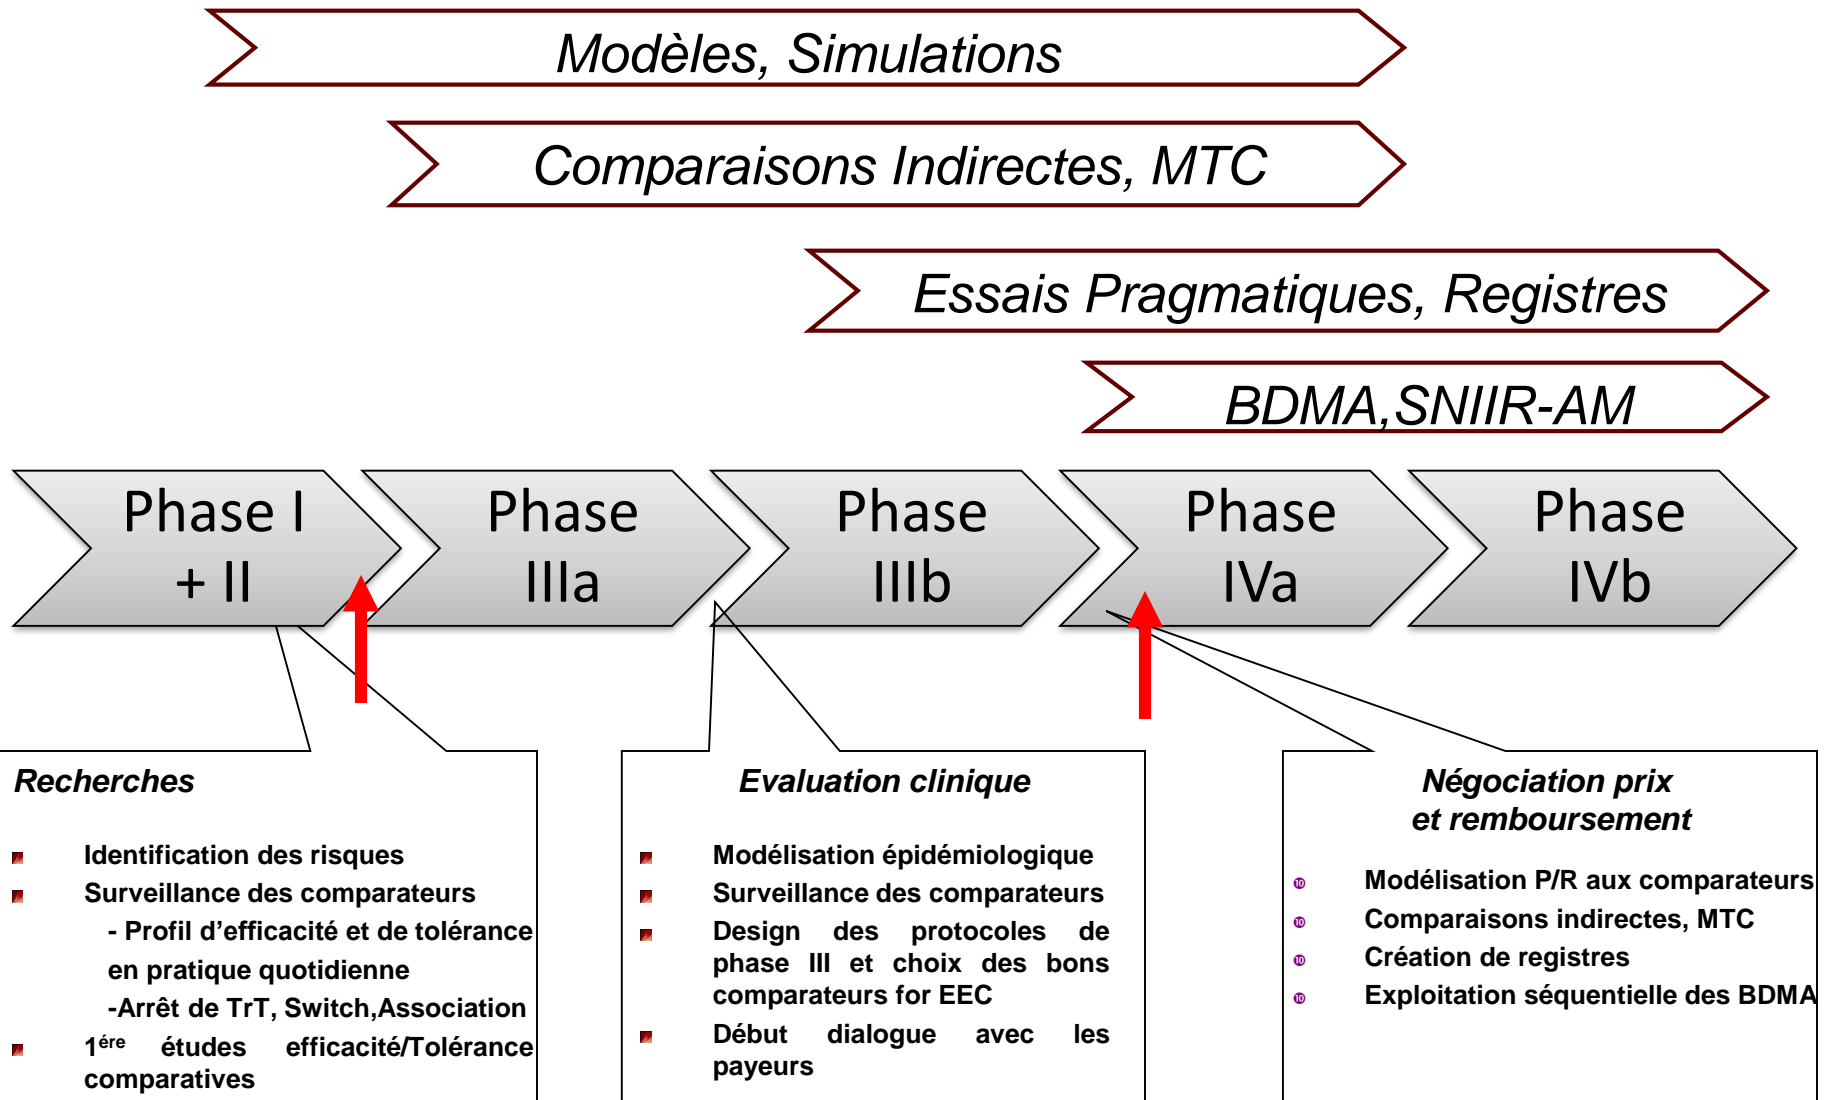 Modèles, Simulations
Comparaisons Indirectes, MTC
Essais Pragmatiques, Registres
BDMA,SNIIR-AM
Phase I
+ II
Phase
IIIa
Phase
IIIb
Phase
IVa
Phase
IVb
Recherches
Identification des risques
Surveillance des comparateurs
- Profil d’efficacité et de tolérance
en pratique quotidienne
-Arrêt de TrT, Switch,Association
1ére études efficacité/Tolérance
comparatives
Evaluation clinique
Modélisation épidémiologique
Surveillance des comparateurs
Design des protocoles de
phase III et choix des bons
comparateurs for EEC
Début dialogue avec les
payeurs
Négociation prix
et remboursement
❿ Modélisation P/R aux comparateurs
❿ Comparaisons indirectes, MTC
❿ Création de registres
❿ Exploitation séquentielle des BDMA